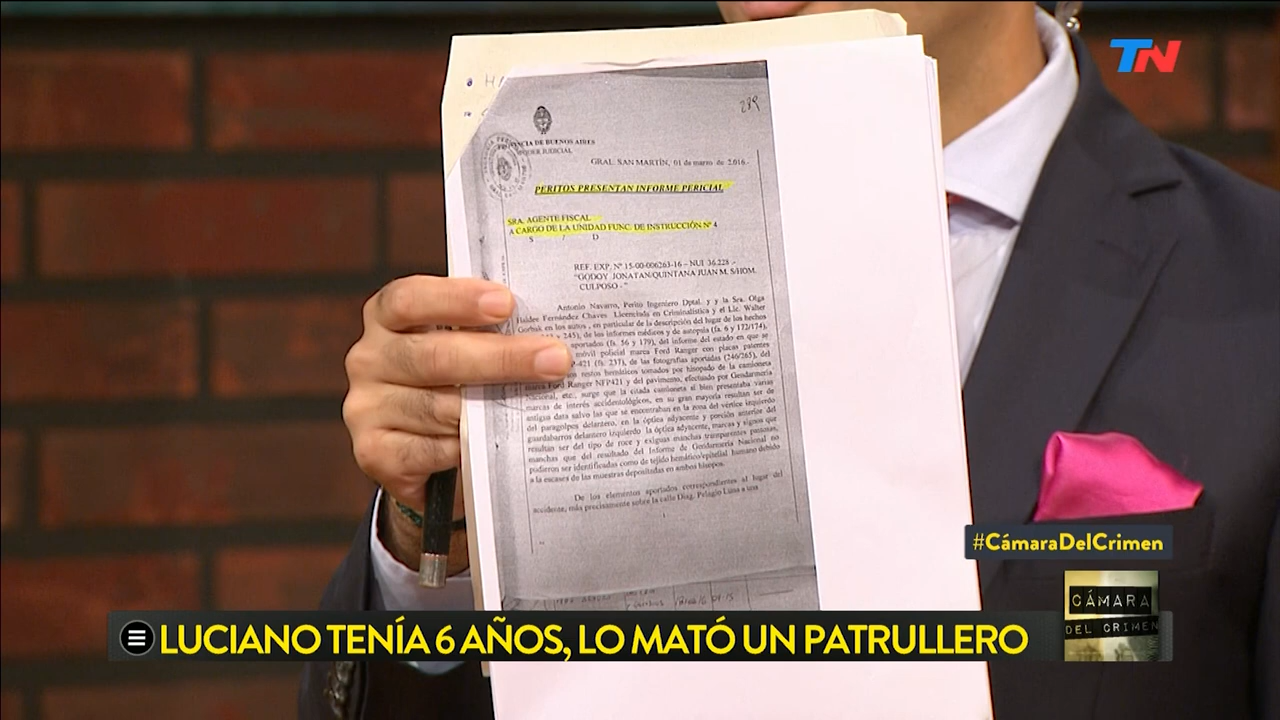 TN
239
PROVINCIA DE BUENOS AIRES
PODER JUDICIAL
GRAL. SAN MARTÍN, 01 de marzo de 2016.-
PERITOS PRESENTAN INFORME PERICIAL
SRA. AGENTE FISCAL
A CARGO DE LA UNIDAD FUNC. DE INSTRUCCIÓN Nº 4
S / D
REF. EXP. Nº 15-00-006263-16 – NUI 36.228 .-
"GODOY JONATAN/QUINTANA JUAN M. S/HOM.
CULPOSO -"
Antonio Navarro, Perito Ingeniero Dptal. y y la Sra. Olga
Haidee Fernández Chaves Licenciada en Criminalística y el Lic. Walter
Gorbak en los autos , en particular de la descripción del lugar de los hechos
y 245), de los informes médicos y de autopsia (fs. 6 y 172/174),
aportados (fs. 56 y 179), del informe del estado en que se
móvil policial marca Ford Ranger con placas patentes
P-421 (fs. 237), de las fotografías aportadas (246/265), del
los restos hemáticos tomados por hisopado de la camioneta
marca Ford Ranger NFP421 y del pavimento, efectuado por Gendarmería
Nacional, etc., surge que la citada camioneta si bien presentaba varias
marcas de interés accidentológicos, en su gran mayoría resultan ser de
antigua data salvo las que se encontraban en la zona del vértice izquierdo
del paragolpes delantero, en la óptica adyacente y porción anterior del
guardabarros delantero izquierdo la óptica adyacente, marcas y signos que
resultan ser del tipo de roce y exiguas manchas transparentes pardas,
manchas que del resultado del Informe de Gendarmería Nacional no
pudieron ser identificadas como de tejido hemático/epitelial humano debido
a la escases de las muestras depositadas en ambos hisopos.
De los elementos aportados correspondientes al lugar del
accidente, más precisamente sobre la calle Diag. Pelagio Luna a una
#CámaraDelCrimen
CÁMARA
DEL CRIMEN
LUCIANO TENÍA 6 AÑOS, LO MATÓ UN PATRULLERO